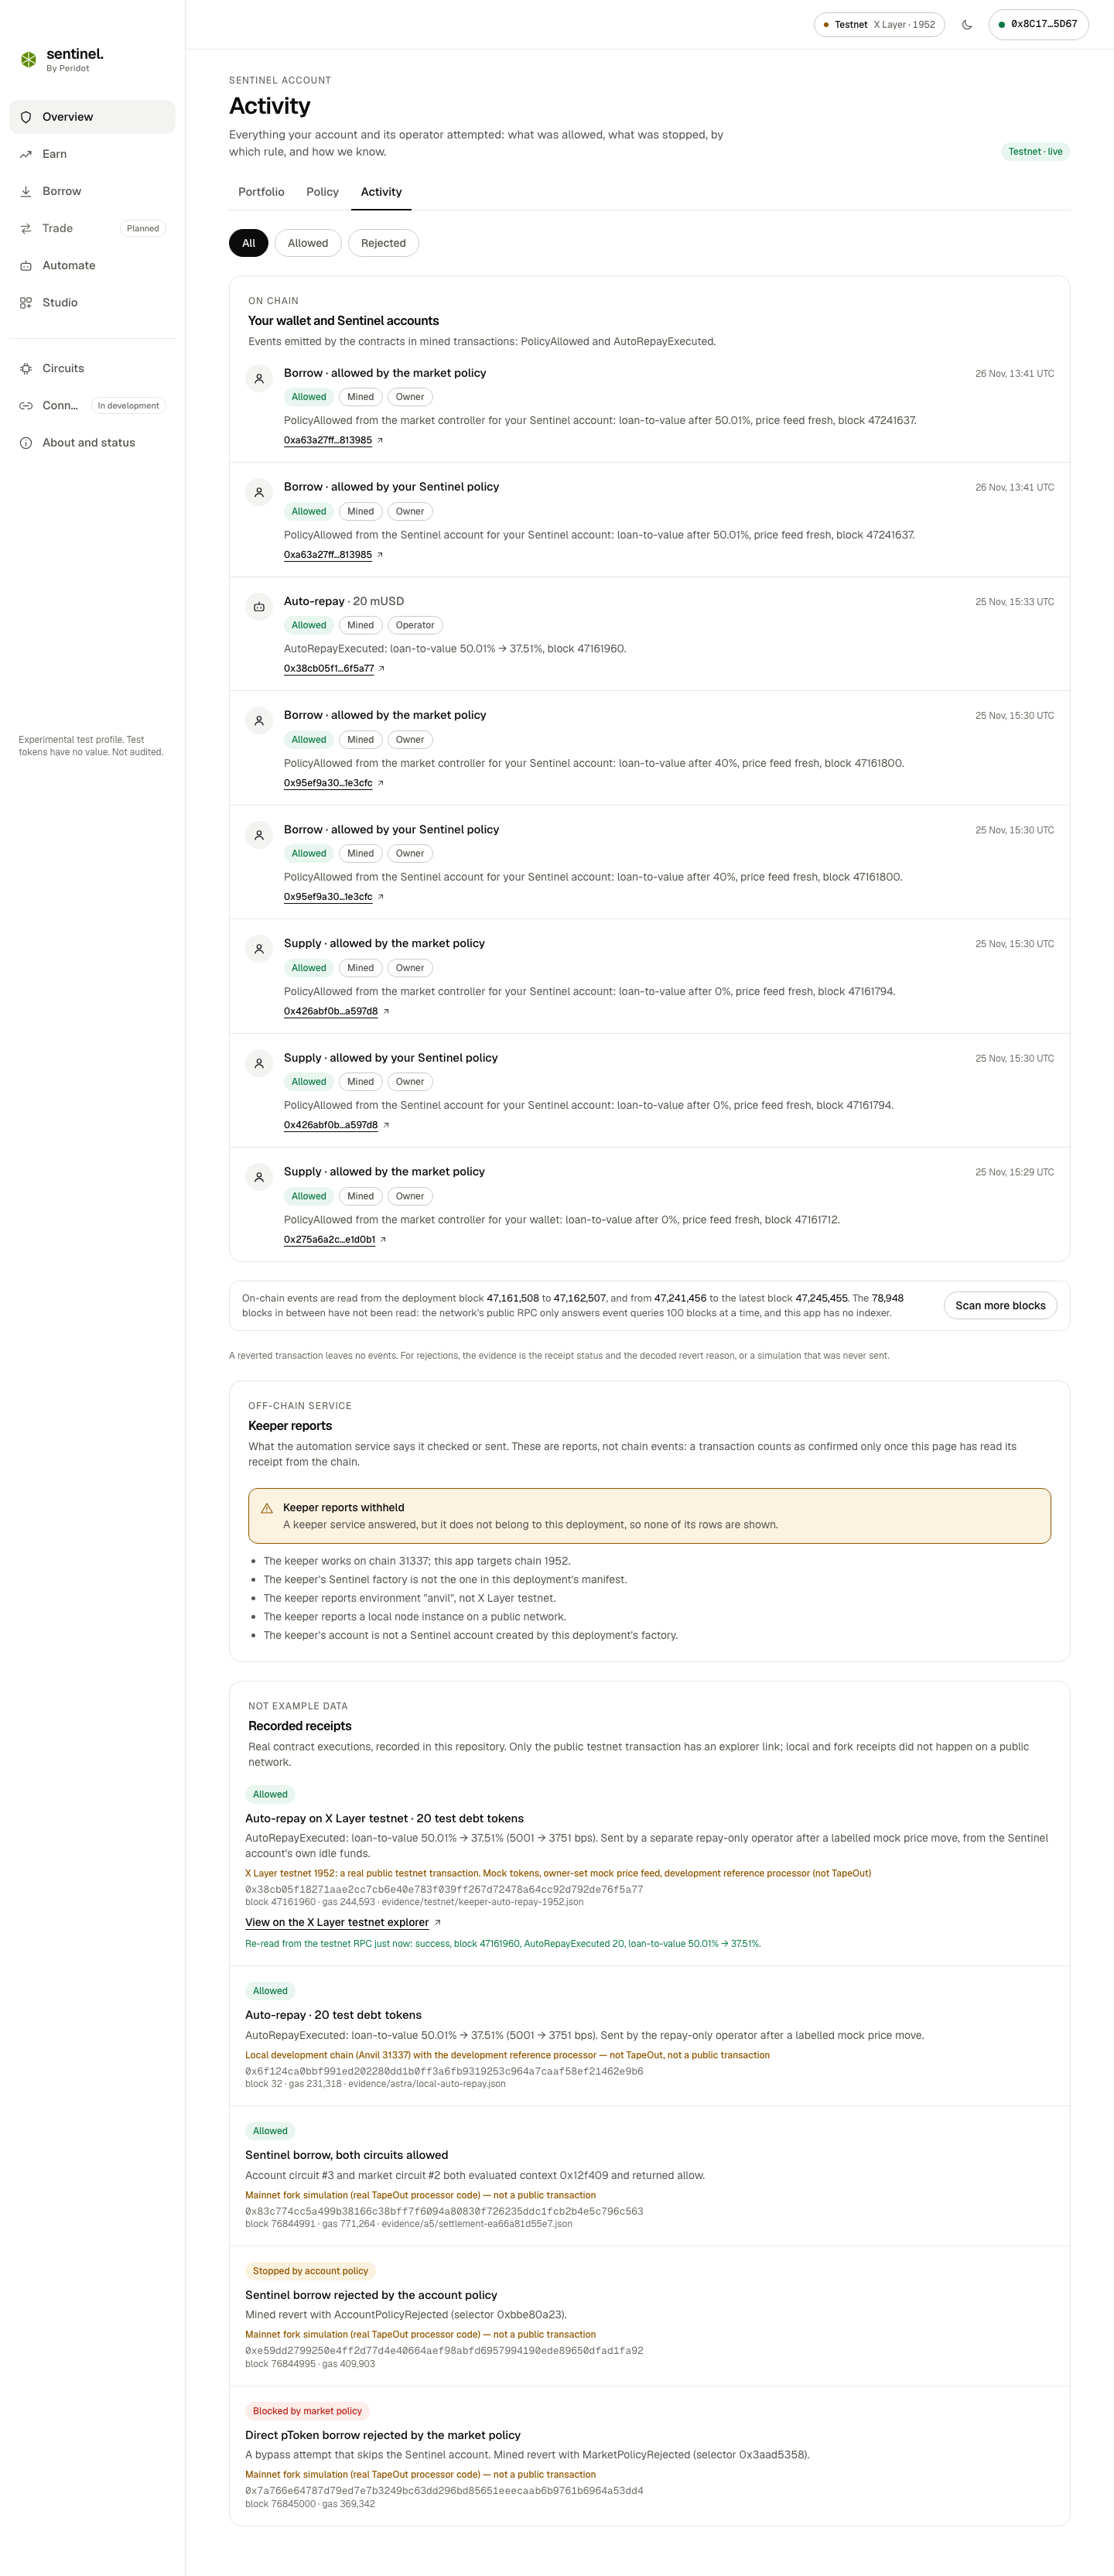 sentinel.
By Peridot
Overview
Earn
Borrow
Trade
Planned
Automate
Studio
Circuits
Conn...
In development
About and status
Experimental test profile. Test
tokens have no value. Not audited.
Testnet X Layer · 1952
0x8C17…5D67
SENTINEL ACCOUNT
Activity
Everything your account and its operator attempted: what was allowed, what was stopped, by
which rule, and how we know.
Testnet · live
Portfolio
Policy
Activity
All
Allowed
Rejected
ON CHAIN
Your wallet and Sentinel accounts
Events emitted by the contracts in mined transactions: PolicyAllowed and AutoRepayExecuted.
Borrow · allowed by the market policy
26 Nov, 13:41 UTC
Allowed
Mined
Owner
PolicyAllowed from the market controller for your Sentinel account: loan-to-value after 50.01%, price feed fresh, block 47241637.
0xa63a27ff…813985
Borrow · allowed by your Sentinel policy
26 Nov, 13:41 UTC
Allowed
Mined
Owner
PolicyAllowed from the Sentinel account for your Sentinel account: loan-to-value after 50.01%, price feed fresh, block 47241637.
0xa63a27ff…813985
Auto-repay · 20 mUSD
25 Nov, 15:33 UTC
Allowed
Mined
Operator
AutoRepayExecuted: loan-to-value 50.01% → 37.51%, block 47161960.
0x38cb05f1…6f5a77
Borrow · allowed by the market policy
25 Nov, 15:30 UTC
Allowed
Mined
Owner
PolicyAllowed from the market controller for your Sentinel account: loan-to-value after 40%, price feed fresh, block 47161800.
0x95ef9a30…1e3cfc
Borrow · allowed by your Sentinel policy
25 Nov, 15:30 UTC
Allowed
Mined
Owner
PolicyAllowed from the Sentinel account for your Sentinel account: loan-to-value after 40%, price feed fresh, block 47161800.
0x95ef9a30…1e3cfc
Supply · allowed by the market policy
25 Nov, 15:30 UTC
Allowed
Mined
Owner
PolicyAllowed from the market controller for your Sentinel account: loan-to-value after 0%, price feed fresh, block 47161794.
0x426abf0b…a597d8
Supply · allowed by your Sentinel policy
25 Nov, 15:30 UTC
Allowed
Mined
Owner
PolicyAllowed from the Sentinel account for your Sentinel account: loan-to-value after 0%, price feed fresh, block 47161794.
0x426abf0b…a597d8
Supply · allowed by the market policy
25 Nov, 15:29 UTC
Allowed
Mined
Owner
PolicyAllowed from the market controller for your wallet: loan-to-value after 0%, price feed fresh, block 47161712.
0x275a6a2c…e1d0b1
On-chain events are read from the deployment block 47,161,508 to 47,162,507, and from 47,241,456 to the latest block 47,245,455. The 78,948
blocks in between have not been read: the network's public RPC only answers event queries 100 blocks at a time, and this app has no indexer.
Scan more blocks
A reverted transaction leaves no events. For rejections, the evidence is the receipt status and the decoded revert reason, or a simulation that was never sent.
OFF-CHAIN SERVICE
Keeper reports
What the automation service says it checked or sent. These are reports, not chain events: a transaction counts as confirmed only once this page has read its
receipt from the chain.
Keeper reports withheld
A keeper service answered, but it does not belong to this deployment, so none of its rows are shown.
• The keeper works on chain 31337; this app targets chain 1952.
• The keeper's Sentinel factory is not the one in this deployment's manifest.
• The keeper reports environment "anvil", not X Layer testnet.
• The keeper reports a local node instance on a public network.
• The keeper's account is not a Sentinel account created by this deployment's factory.
NOT EXAMPLE DATA
Recorded receipts
Real contract executions, recorded in this repository. Only the public testnet transaction has an explorer link; local and fork receipts did not happen on a public
network.
Allowed
Auto-repay on X Layer testnet · 20 test debt tokens
AutoRepayExecuted: loan-to-value 50.01% → 37.51% (5001 → 3751 bps). Sent by a separate repay-only operator after a labelled mock price move, from the Sentinel
account's own idle funds.
X Layer testnet 1952: a real public testnet transaction. Mock tokens, owner-set mock price feed, development reference processor (not TapeOut)
0x38cb05f18271aae2cc7cb6e40e783f039ff267d72478a64cc92d792de76f5a77
block 47161960 · gas 244,593 · evidence/testnet/keeper-auto-repay-1952.json
View on the X Layer testnet explorer
Re-read from the testnet RPC just now: success, block 47161960, AutoRepayExecuted 20, loan-to-value 50.01% → 37.51%.
Allowed
Auto-repay · 20 test debt tokens
AutoRepayExecuted: loan-to-value 50.01% → 37.51% (5001 → 3751 bps). Sent by the repay-only operator after a labelled mock price move.
Local development chain (Anvil 31337) with the development reference processor — not TapeOut, not a public transaction
0x6f124ca0bbf991ed202280dd1b0ff3a6fb9319253c964a7caaf58ef21462e9b6
block 32 · gas 231,318 · evidence/astra/local-auto-repay.json
Allowed
Sentinel borrow, both circuits allowed
Account circuit #3 and market circuit #2 both evaluated context 0x12f409 and returned allow.
Mainnet fork simulation (real TapeOut processor code) — not a public transaction
0x83c774cc5a499b38166c38bff7f6094a80830f726235ddc1fcb2b4e5c796c563
block 76844991 · gas 771,264 · evidence/a5/settlement-ea66a81d55e7.json
Stopped by account policy
Sentinel borrow rejected by the account policy
Mined revert with AccountPolicyRejected (selector 0xbbe80a23).
Mainnet fork simulation (real TapeOut processor code) — not a public transaction
0xe59dd2799250e4ff2d77d4e40664aef98abfd6957994190ede89650dfad1fa92
block 76844995 · gas 409,903
Blocked by market policy
Direct pToken borrow rejected by the market policy
A bypass attempt that skips the Sentinel account. Mined revert with MarketPolicyRejected (selector 0x3aad5358).
Mainnet fork simulation (real TapeOut processor code) — not a public transaction
0x7a766e64787d79ed7e7b3249bc63dd296bd85651eeecaab6b9761b6964a53dd4
block 76845000 · gas 369,342